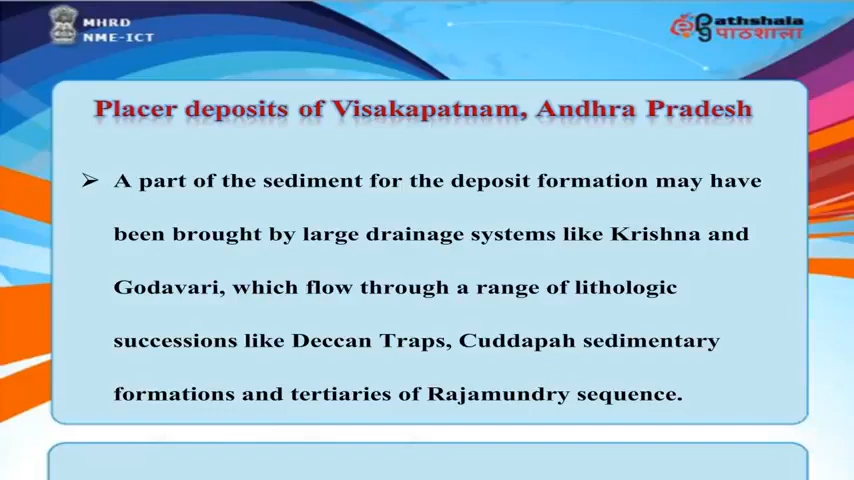 MHRD
NME-ICT
ePathshala
पाठशाला
Placer deposits of Visakapatnam, Andhra Pradesh
➢ A part of the sediment for the deposit formation may have
been brought by large drainage systems like Krishna and
Godavari, which flow through a range of lithologic
successions like Deccan Traps, Cuddapah sedimentary
formations and tertiaries of Rajamundry sequence.